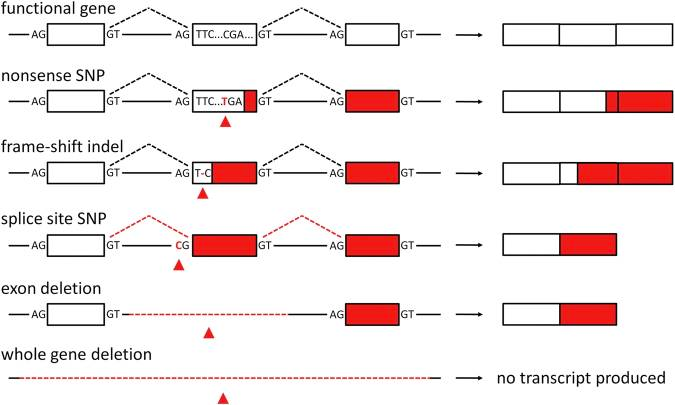 functional gene
AG GT AG TTC...CGA... GT AG GT
nonsense SNP
AG GT AG TTC...TGA GT AG GT
frame-shift indel
AG GT AG T-C GT AG GT
splice site SNP
AG GT CG GT AG GT
exon deletion
AG GT AG GT
whole gene deletion
no transcript produced